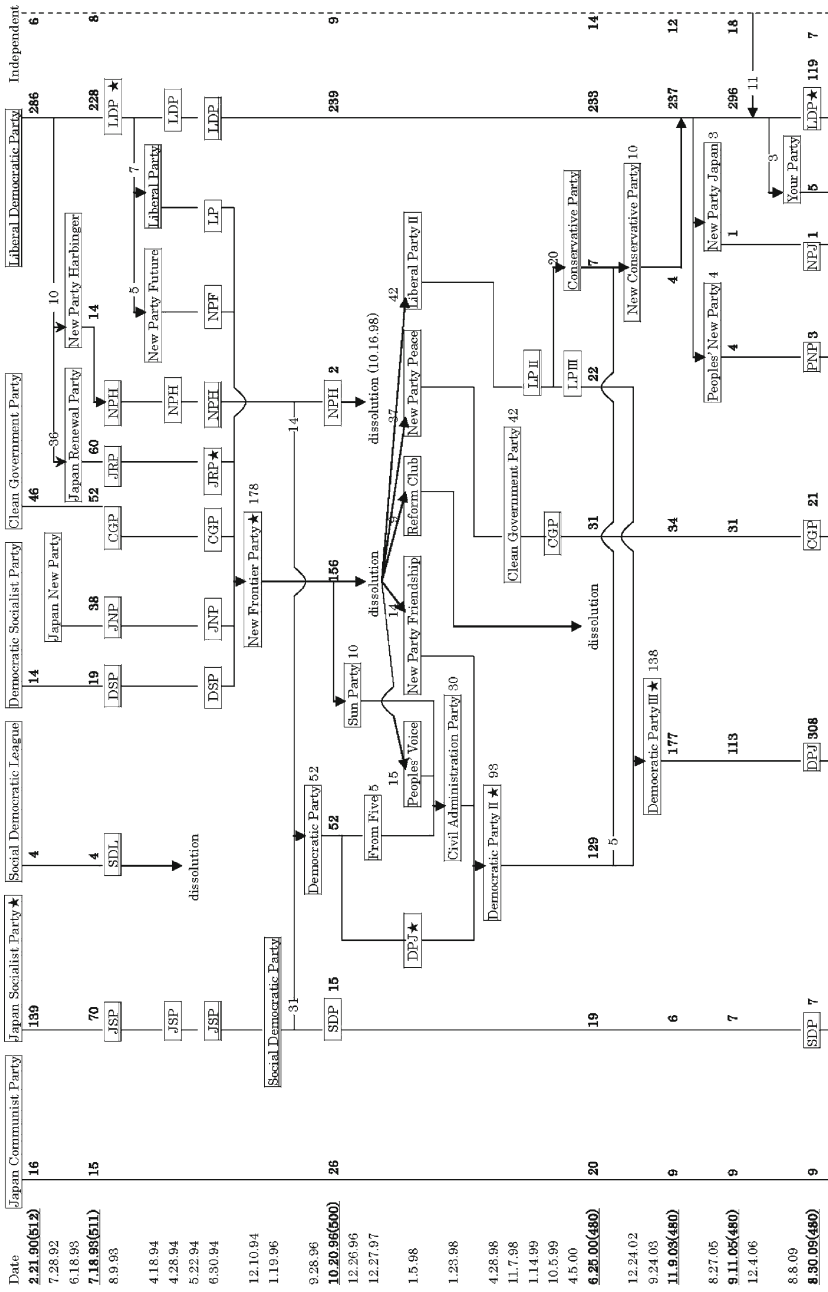 Date Japan Communist Party Japan Socialist Party★ Social Democratic League Democratic Socialist Party Clean Government Party Liberal Democratic Party Independent
2.21.90(512) 16 139 4 14 46 286 6
7.28.92 Japan New Party 36 10
6.18.93 Japan Renewal Party New Party Harbinger
7.18.93(511) 15 70 4 19 38 52 60 14 228 8
8.9.93 JSP SDL DSP JNP CGP JRP NPH LDP ★
4.18.94 5 7
New Party Future Liberal Party
4.28.94 JSP NPH LDP
5.22.94 dissolution
6.30.94 JSP DSP JNP CGP JRP★ NPH NPF LP LDP
12.10.94 New Frontier Party★ 178
1.19.96 Social Democratic Party
31 14
9.28.96 Democratic Party 52
10.20.96(500) 26 SDP 15 52 156 NPH 2 239 9
12.26.96 Sun Party 10
From Five 5
12.27.97 dissolution dissolution (10.16.98)
15 14 9 37 42
1.5.98 DPJ★ Peoples' Voice New Party Friendship Reform Club New Party Peace Liberal Party II
1.23.98 Civil Administration Party 30
4.28.98 Democratic Party II ★ 93
11.7.98 Clean Government Party 42
1.14.99 LP II
10.5.99 CGP 20
4.5.00 LP III Conservative Party
6.25.00(480) 20 19 129 dissolution 31 22 7 233 14
5
12.24.02 New Conservative Party 10
9.24.03 Democratic Party III ★ 138
11.9.03(480) 9 6 177 34 4 237 12
8.27.05 Peoples' New Party 4 New Party Japan 3
9.11.05(480) 9 7 113 31 4 1 296 18
12.4.06 11
8.8.09 3 Your Party
8.30.09(480) 9 SDP 7 DPJ 308 CGP 21 PNP 3 NPJ 1 5 LDP★ 119 7